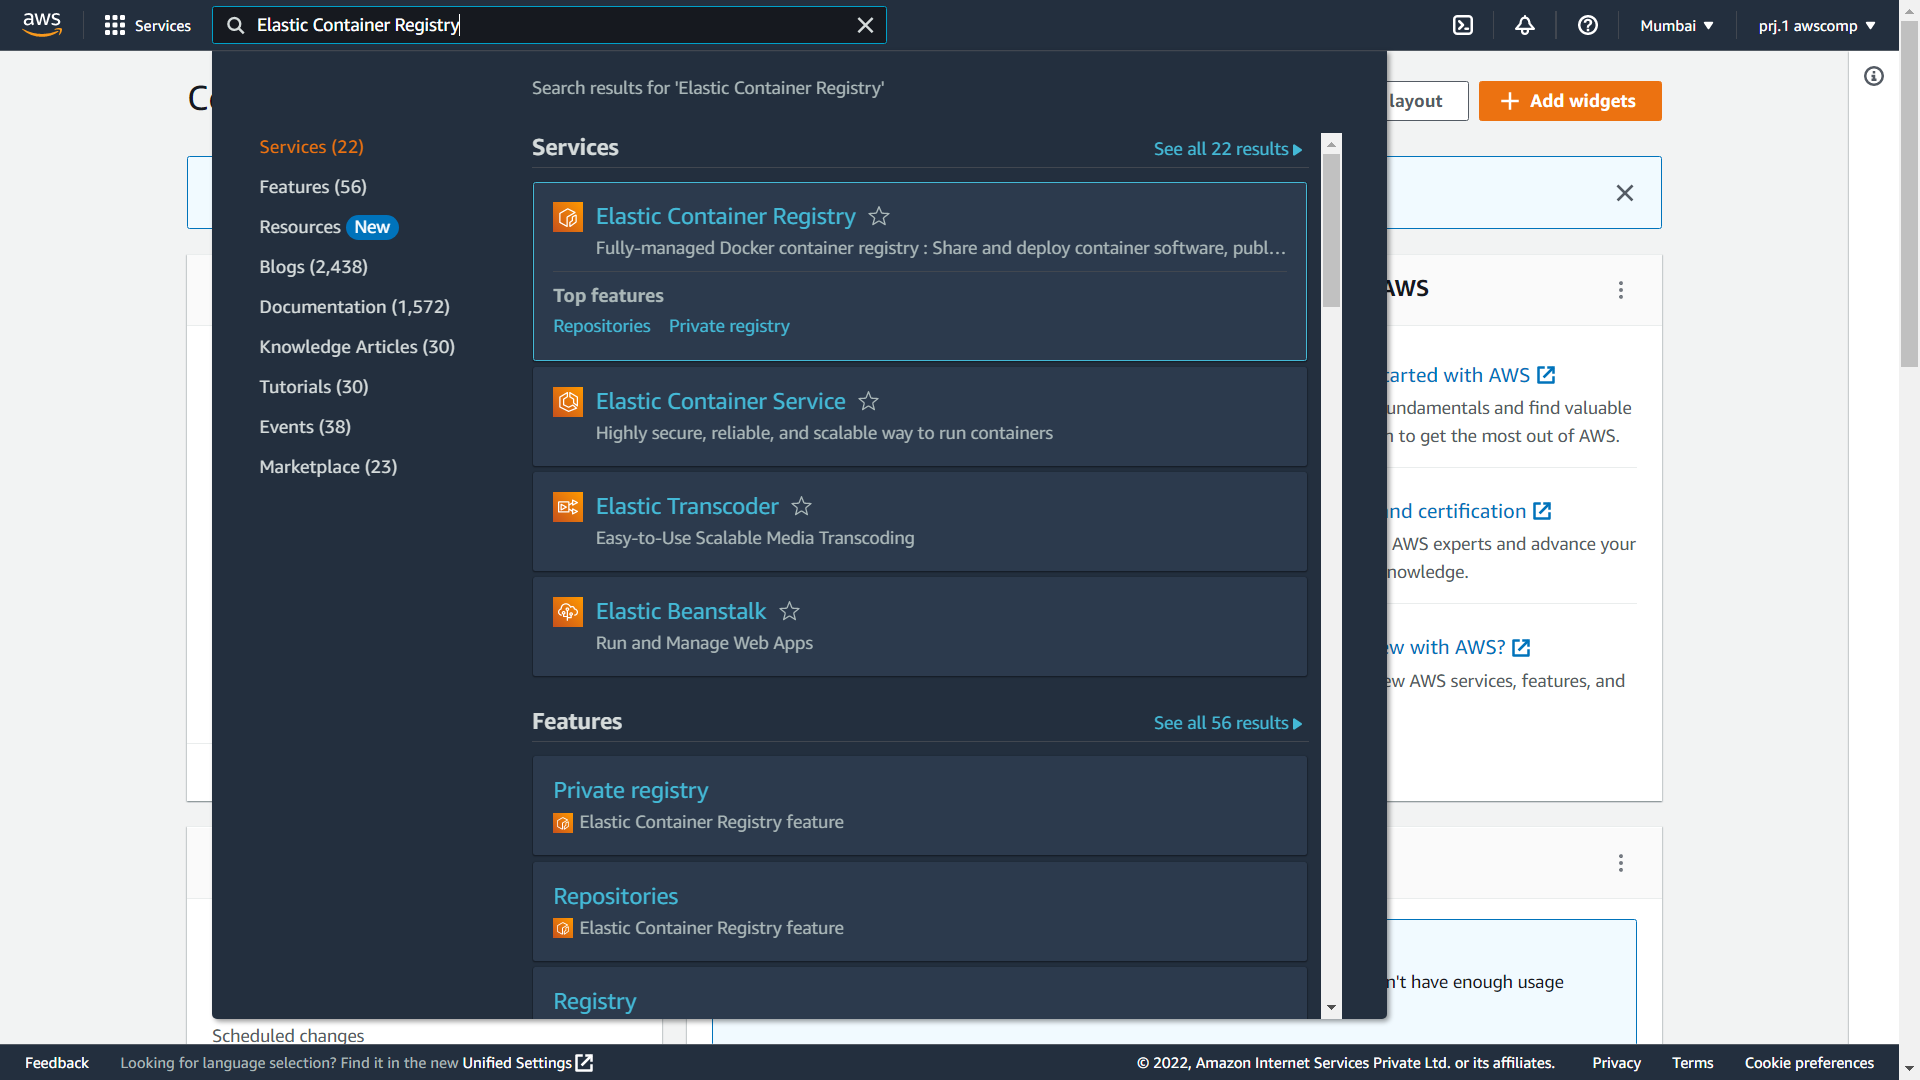 aws
Services
Elastic Container Registry
Mumbai
prj.1 awscomp
Search results for 'Elastic Container Registry'
layout
Add widgets
Services (22)
Features (56)
Resources New
Blogs (2,438)
Documentation (1,572)
Knowledge Articles (30)
Tutorials (30)
Events (38)
Marketplace (23)
Services
See all 22 results
Elastic Container Registry
Fully-managed Docker container registry : Share and deploy container software, publ...
Top features
Repositories Private registry
Elastic Container Service
Highly secure, reliable, and scalable way to run containers
Elastic Transcoder
Easy-to-Use Scalable Media Transcoding
Elastic Beanstalk
Run and Manage Web Apps
Features
See all 56 results
Private registry
Elastic Container Registry feature
Repositories
Elastic Container Registry feature
Registry
AWS
tarted with AWS
undamentals and find valuable
n to get the most out of AWS.
nd certification
AWS experts and advance your
nowledge.
ew with AWS?
ew AWS services, features, and
n't have enough usage
Scheduled changes
Feedback
Looking for language selection? Find it in the new Unified Settings
© 2022, Amazon Internet Services Private Ltd. or its affiliates.
Privacy
Terms
Cookie preferences